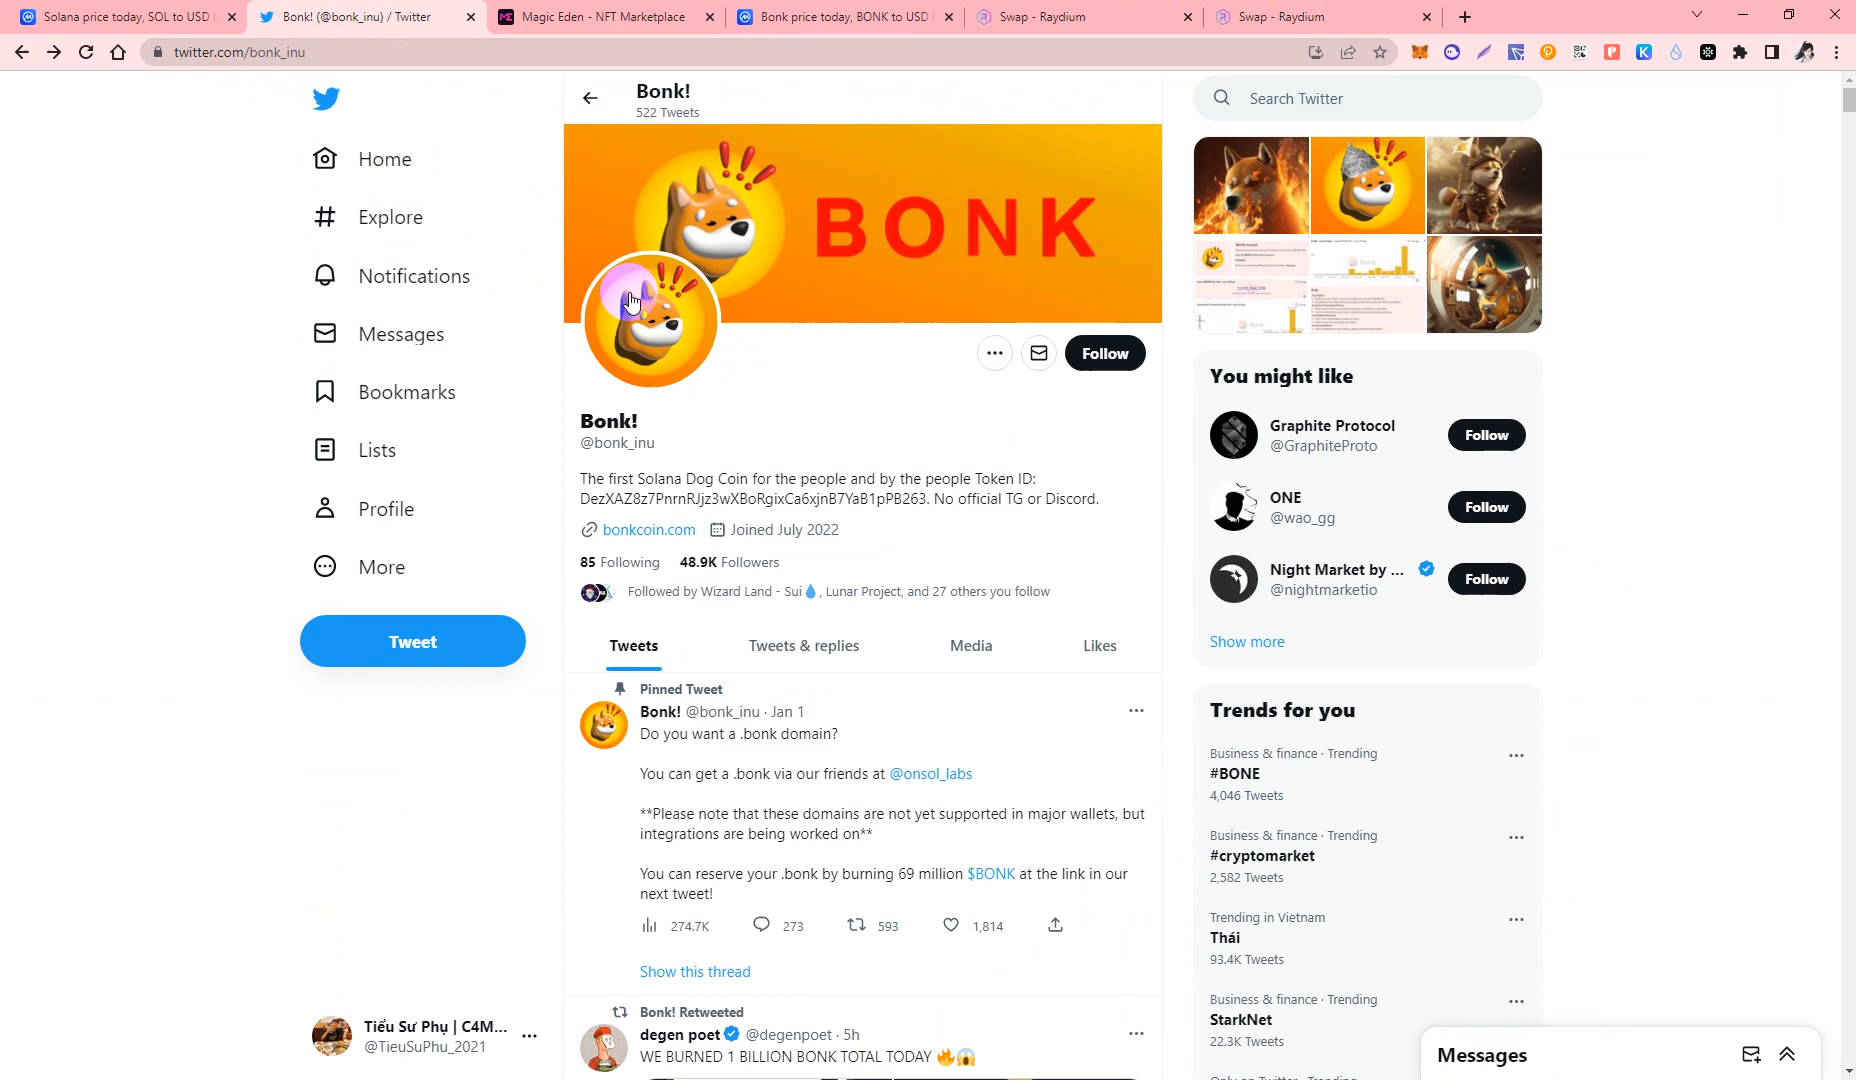 Solana price today, SOL to USD li
Bonk! (@bonk_inu) / Twitter
Magic Eden - NFT Marketplace
Bonk price today, BONK to USD
Swap - Raydium
Swap - Raydium
twitter.com/bonk_inu
Home
Explore
Notifications
Messages
Bookmarks
Lists
Profile
More
Tweet
Tiểu Sư Phụ | C4M...
@TieuSuPhu_2021
Bonk!
522 Tweets
BONK
Follow
Bonk!
@bonk_inu
The first Solana Dog Coin for the people and by the people Token ID:
DezXAZ8z7PnrnRJjz3wXBoRgixCa6xjnB7YaB1pPB263. No official TG or Discord.
bonkcoin.com Joined July 2022
85 Following 48.9K Followers
Followed by Wizard Land - Sui💧, Lunar Project, and 27 others you follow
Tweets Tweets & replies Media Likes
Pinned Tweet
Bonk! @bonk_inu · Jan 1
Do you want a .bonk domain?
You can get a .bonk via our friends at @onsol_labs
**Please note that these domains are not yet supported in major wallets, but
integrations are being worked on**
You can reserve your .bonk by burning 69 million $BONK at the link in our
next tweet!
274.7K 273 593 1,814
Show this thread
Bonk! Retweeted
degen poet @degenpoet · 5h
WE BURNED 1 BILLION BONK TOTAL TODAY 🔥😱
Search Twitter
You might like
Graphite Protocol
@GraphiteProto
Follow
ONE
@wao_gg
Follow
Night Market by ...
@nightmarketio
Follow
Show more
Trends for you
Business & finance · Trending
#BONE
4,046 Tweets
Business & finance · Trending
#cryptomarket
2,582 Tweets
Trending in Vietnam
Thái
93.4K Tweets
Business & finance · Trending
StarkNet
22.3K Tweets
Messages